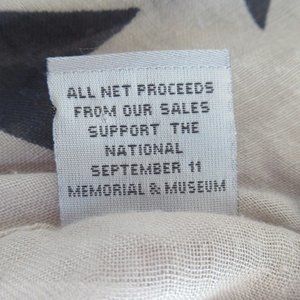 ALL NET PROCEEDS
FROM OUR SALES
SUPPORT THE
NATIONAL
SEPTEMBER 11
MEMORIAL & MUSEUM